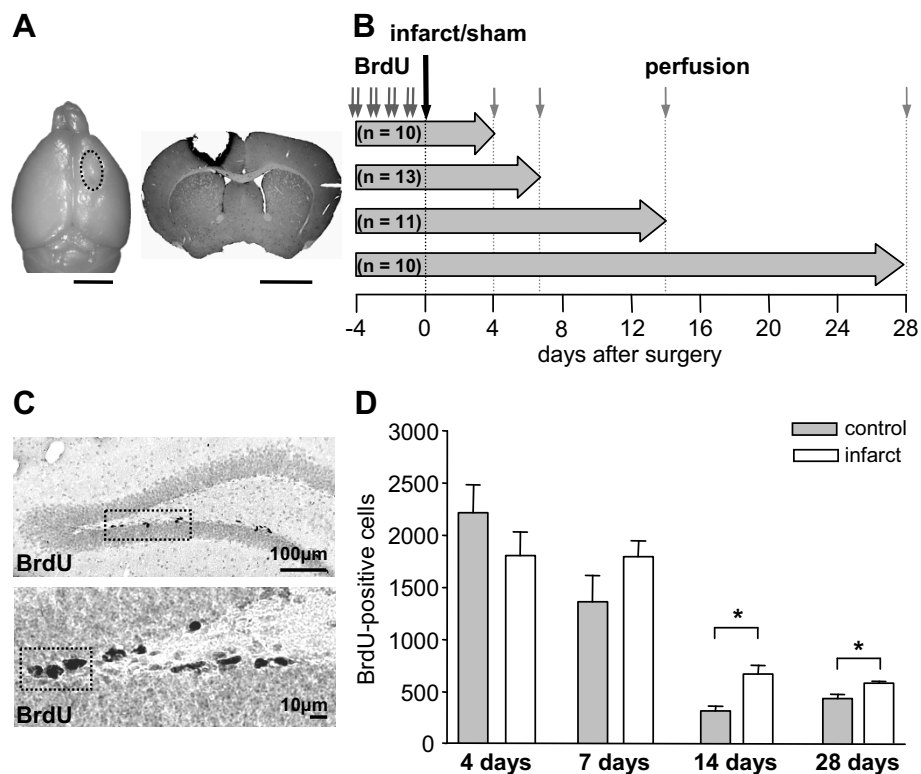 A
B
infarct/sham
BrdU
perfusion
(n = 10)
(n = 13)
(n = 11)
(n = 10)
-4 0 4 8 12 16 20 24 28
days after surgery
C
BrdU
100µm
BrdU
10µm
D
control
infarct
BrdU-positive cells
3000
2500
2000
1500
1000
500
0
*
*
4 days 7 days 14 days 28 days